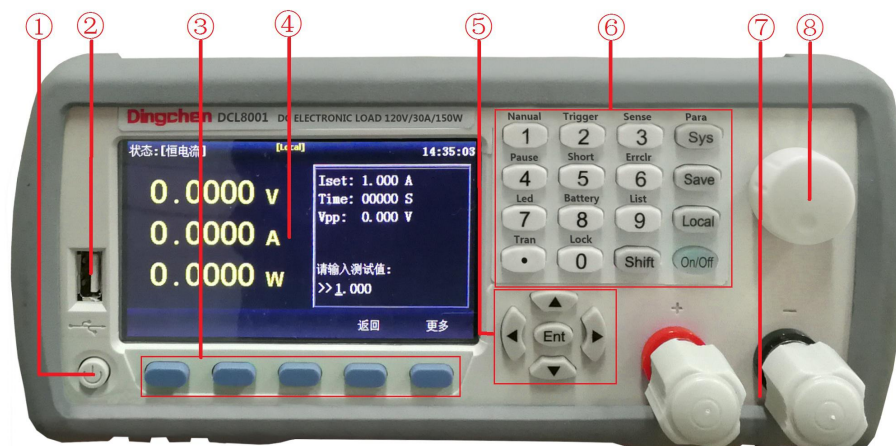 ① ② ③ ④ ⑤ ⑥ ⑦ ⑧
Dingchen DCL8001 DC ELECTRONIC LOAD 120V/30A/150W
状态:[恒电流] [Local] 14:35:03
0.0000 V
0.0000 A
0.0000 W
Iset: 1.000 A
Time: 00000 S
Vpp: 0.000 V
请输入测试值:
>>1.000
返回 更多
Nanual Trigger Sense Para
1 2 3 Sys
Pause Short Errclr
4 5 6 Save
Led Battery List
7 8 9 Local
Tran Lock
• 0 Shift On/Off
Ent
+ -